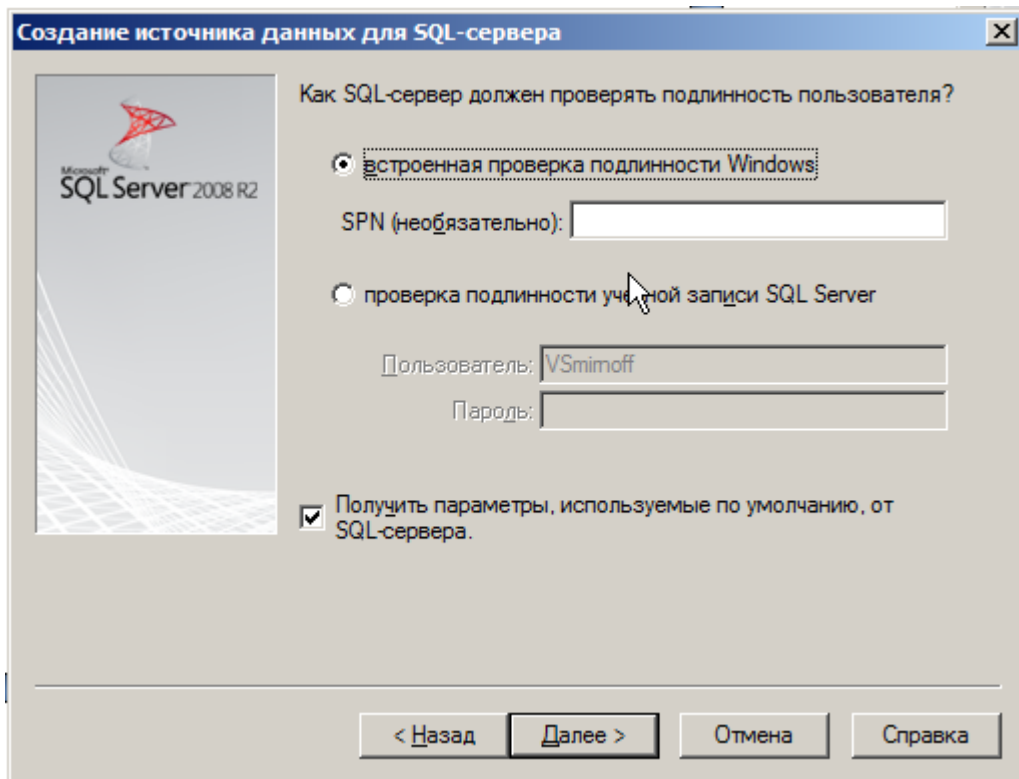 Создание источника данных для SQL-сервера
Как SQL-сервер должен проверять подлинность пользователя?
Microsoft
SQL Server 2008 R2
встроенная проверка подлинности Windows
SPN (необязательно):
проверка подлинности учетной записи SQL Server
Пользователь: VSmirnoff
Пароль:
Получить параметры, используемые по умолчанию, от
SQL-сервера.
< Назад
Далее >
Отмена
Справка